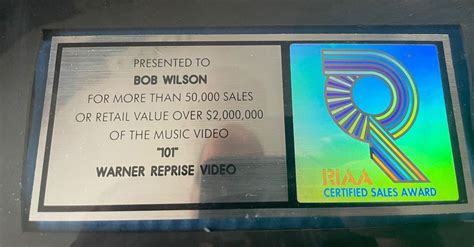 PRESENTED TO
BOB WILSON
FOR MORE THAN 50,000 SALES
OR RETAIL VALUE OVER $2,000,000
OF THE MUSIC VIDEO
"101"
WARNER REPRISE VIDEO
RIAA
CERTIFIED SALES AWARD